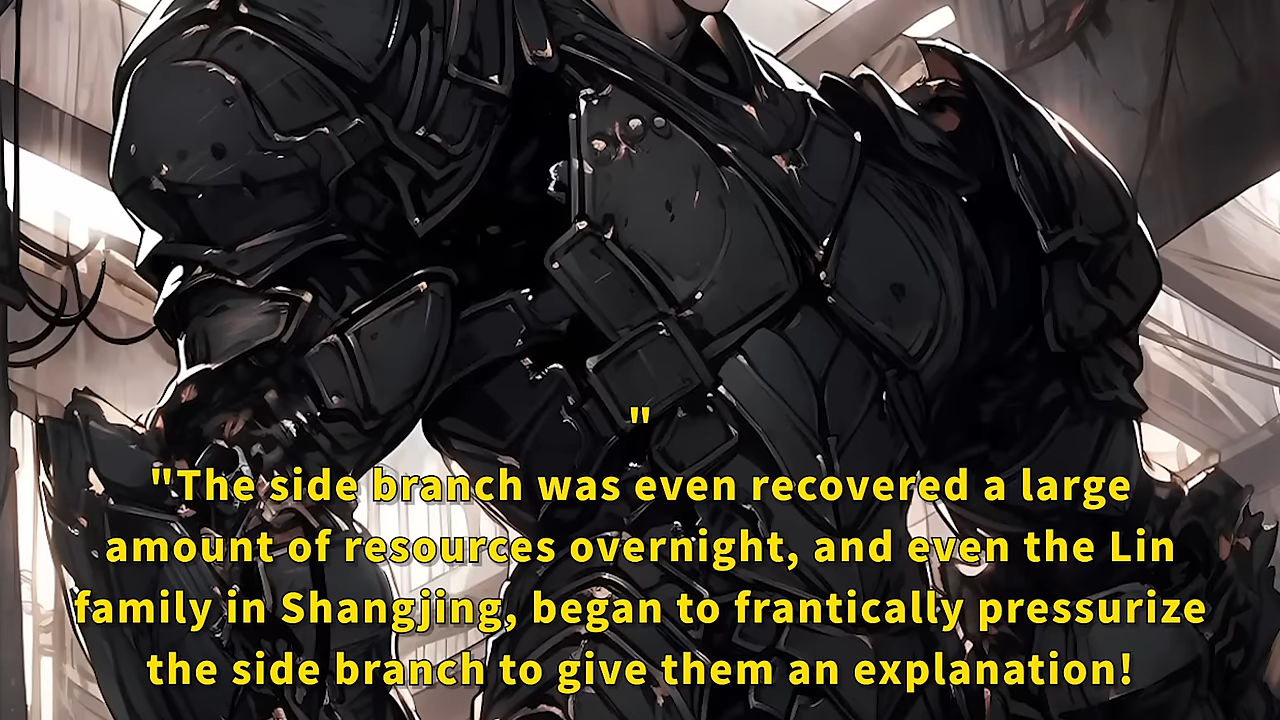 "
"The side branch was even recovered a large
amount of resources overnight, and even the Lin
family in Shangjing, began to frantically pressurize
the side branch to give them an explanation!